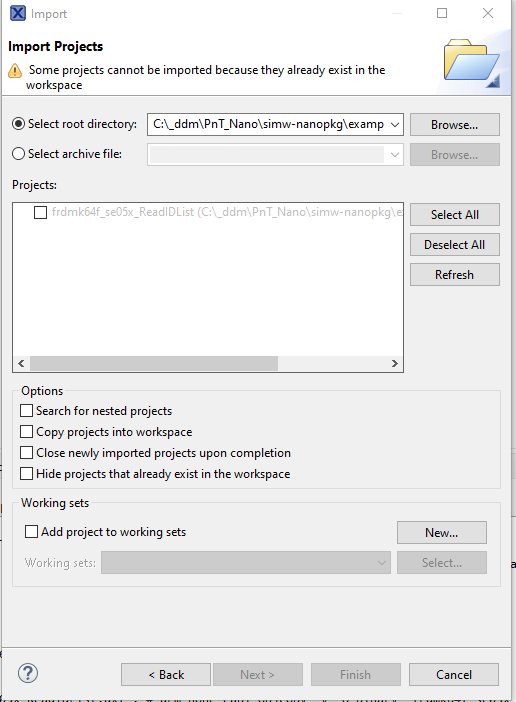 Import
Import Projects
Some projects cannot be imported because they already exist in the
workspace
Select root directory:
C:\_ddm\PnT_Nano\simw-nanopkg\examp
Browse...
Select archive file:
Browse...
Projects:
frdmk64f_se05x_ReadIDList (C:\_ddm\PnT_Nano\simw-nanopkg\e
Select All
Deselect All
Refresh
Options
Search for nested projects
Copy projects into workspace
Close newly imported projects upon completion
Hide projects that already exist in the workspace
Working sets
Add project to working sets
New...
Working sets:
Select...
?
< Back
Next >
Finish
Cancel